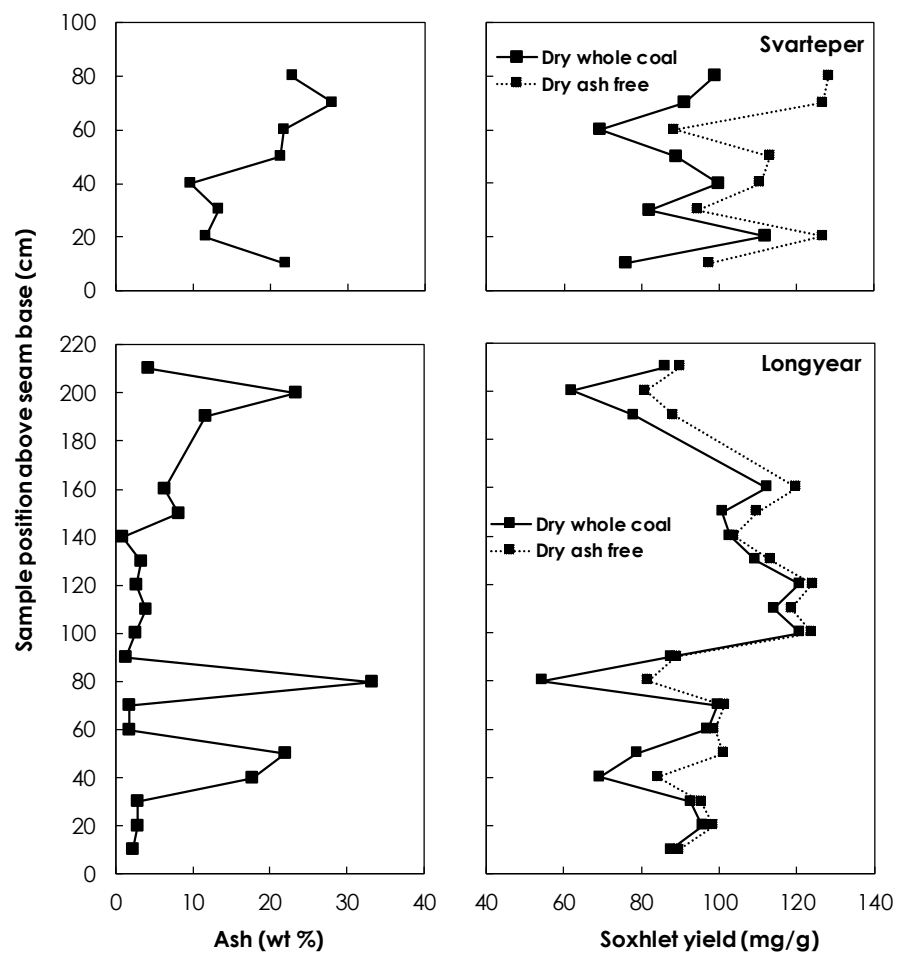 100
80
60
40
20
0
Svarteper
Dry whole coal
Dry ash free
Sample position above seam base (cm)
220
200
180
160
140
120
100
80
60
40
20
0
Longyear
Dry whole coal
Dry ash free
0 10 20 30 40
40 60 80 100 120 140
Ash (wt %)
Soxhlet yield (mg/g)